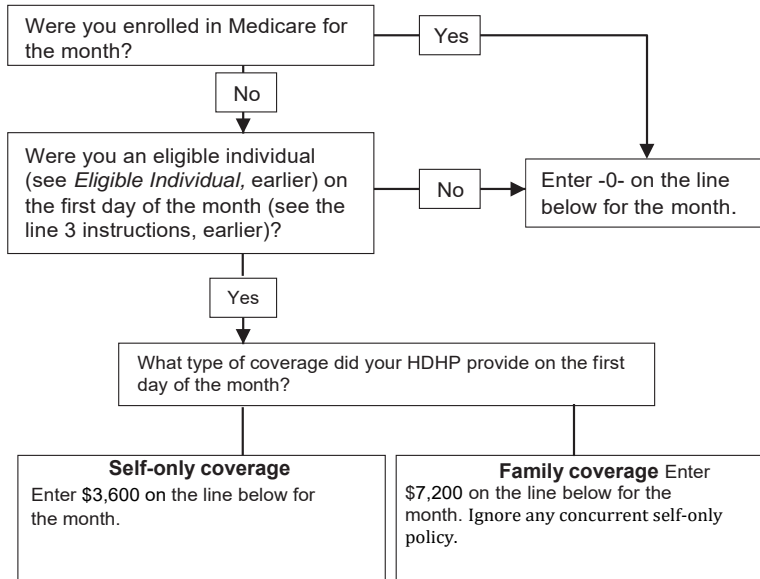 Were you enrolled in Medicare for
the month?
Yes
No
Were you an eligible individual
(see Eligible Individual, earlier) on
the first day of the month (see the
line 3 instructions, earlier)?
No
Enter -0- on the line
below for the month.
Yes
What type of coverage did your HDHP provide on the first
day of the month?
Self-only coverage
Enter $3,600 on the line below for
the month.
Family coverage Enter
$7,200 on the line below for the
month. Ignore any concurrent self-only
policy.